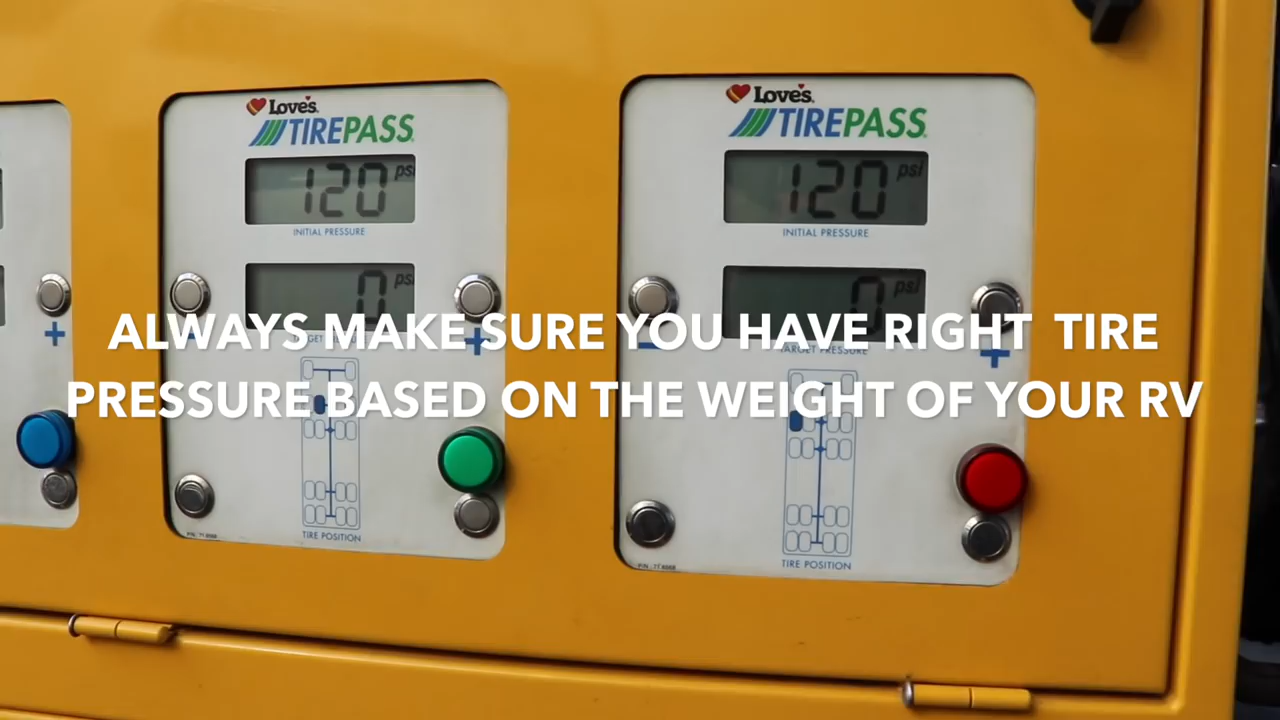 Love's
TIREPASS
120 psi
INITIAL PRESSURE
0 psi
+
TIRE POSITION
Love's
TIREPASS
120 psi
INITIAL PRESSURE
0 psi
TARGET PRESSURE
- +
TIRE POSITION
+
ALWAYS MAKE SURE YOU HAVE RIGHT TIRE
PRESSURE BASED ON THE WEIGHT OF YOUR RV